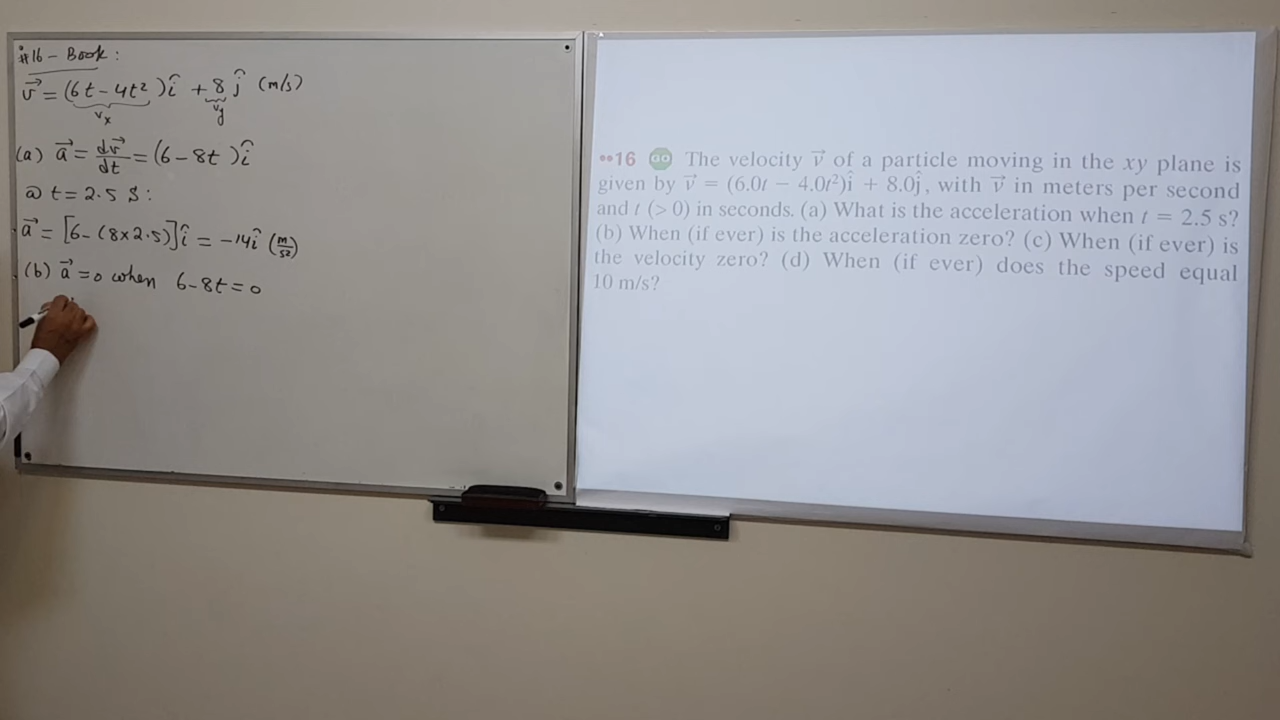 #16 - Book:
v⃗ = (6t - 4t²)î + 8ĵ (m/s)
vx vy
(a) a⃗ = dv⃗/dt = (6 - 8t)î
@ t = 2.5 s:
a⃗ = [6 - (8×2.5)]î = -14î (m/s²)
(b) a⃗ = 0 when 6 - 8t = 0
••16 GO The velocity v⃗ of a particle moving in the xy plane is
given by v⃗ = (6.0t − 4.0t²)î + 8.0ĵ, with v⃗ in meters per second
and t (> 0) in seconds. (a) What is the acceleration when t = 2.5 s?
(b) When (if ever) is the acceleration zero? (c) When (if ever) is
the velocity zero? (d) When (if ever) does the speed equal
10 m/s?